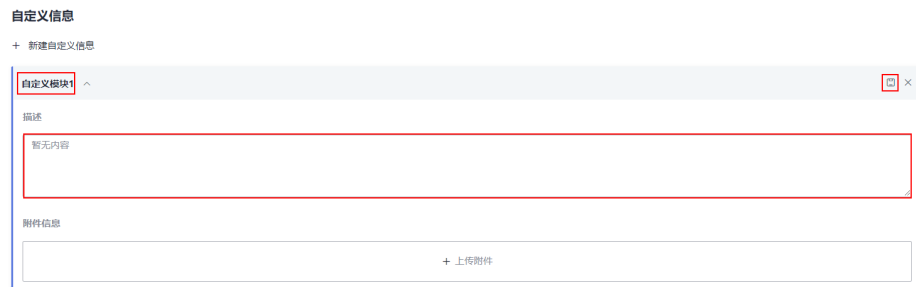 自定义信息
+ 新建自定义信息
自定义模块1
描述
暂无内容
附件信息
+ 上传附件